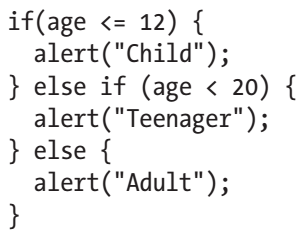 if(age <= 12) {
  alert("Child");
} else if (age < 20) {
  alert("Teenager");
} else {
  alert("Adult");
}